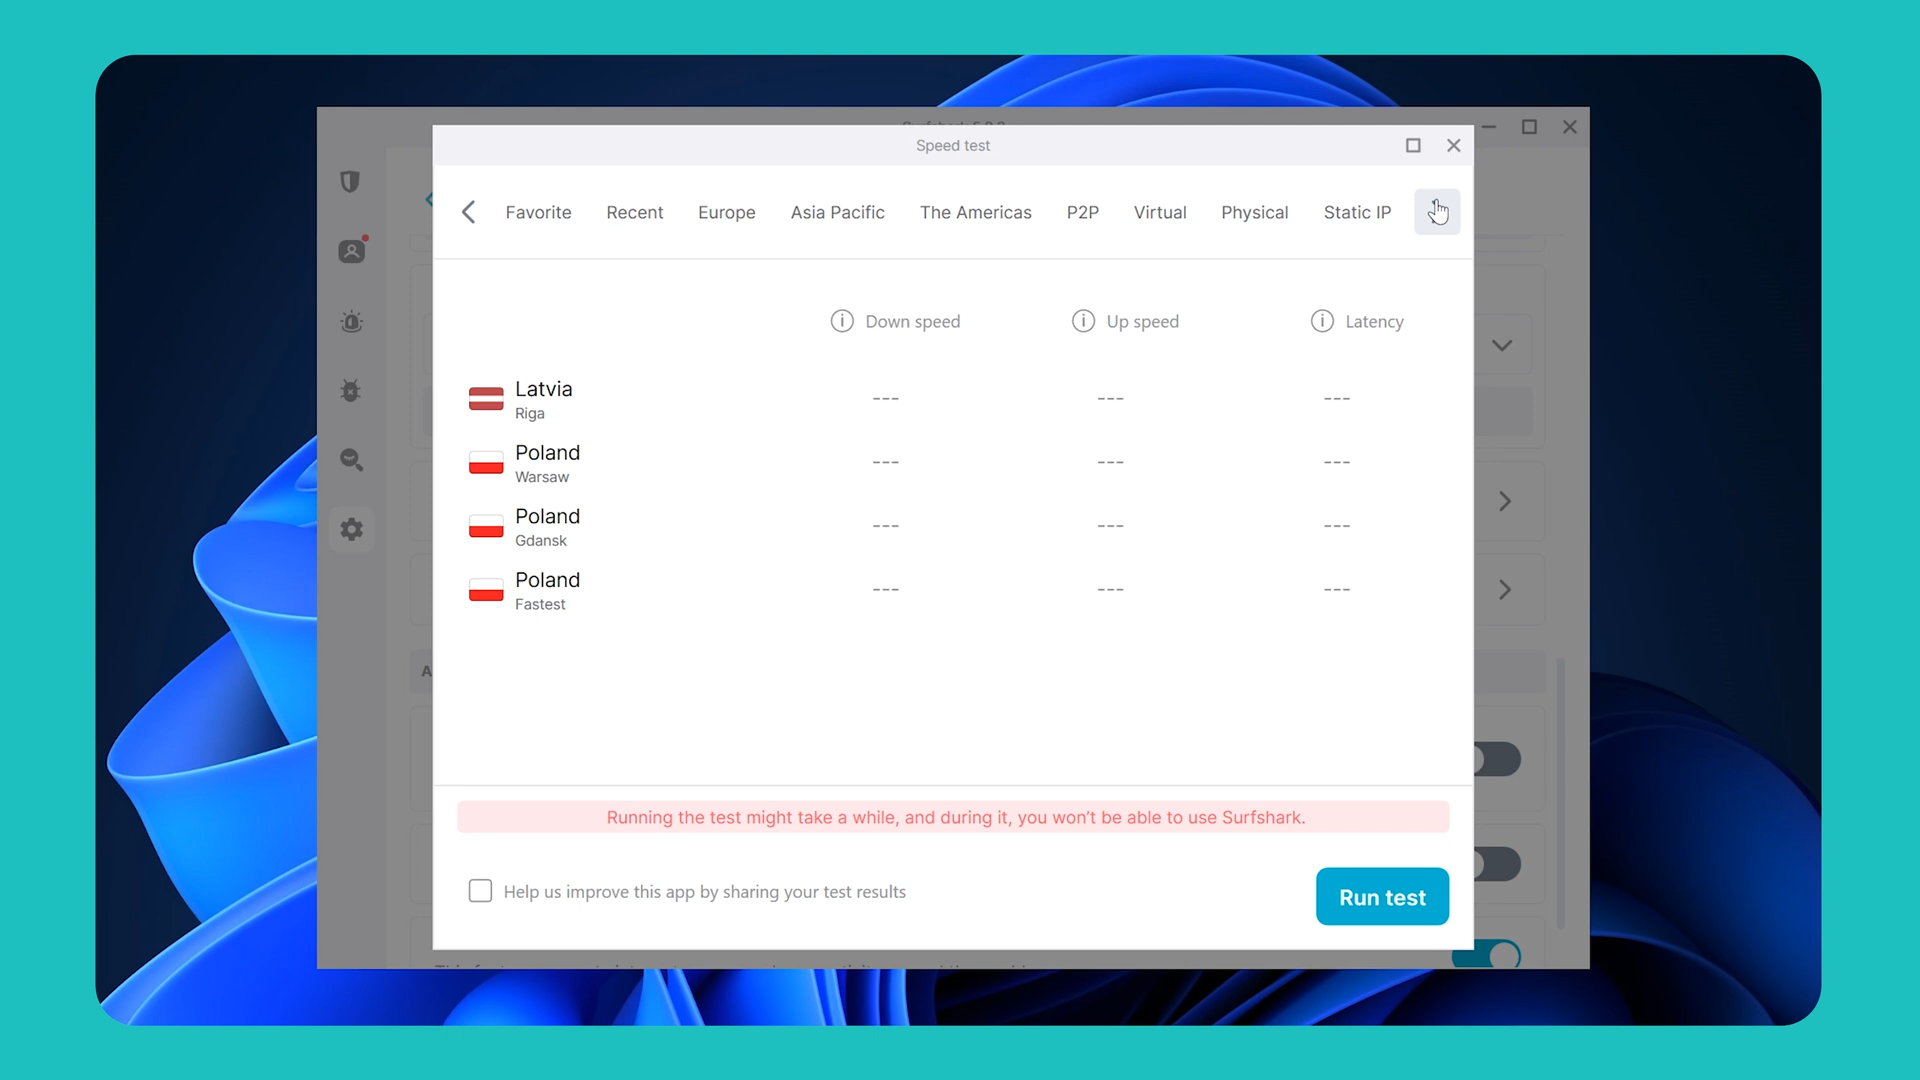 Speed test
Favorite Recent Europe Asia Pacific The Americas P2P Virtual Physical Static IP
Down speed Up speed Latency
Latvia
Riga
--- --- ---
Poland
Warsaw
--- --- ---
Poland
Gdansk
--- --- ---
Poland
Fastest
--- --- ---
Running the test might take a while, and during it, you won't be able to use Surfshark.
Help us improve this app by sharing your test results
Run test